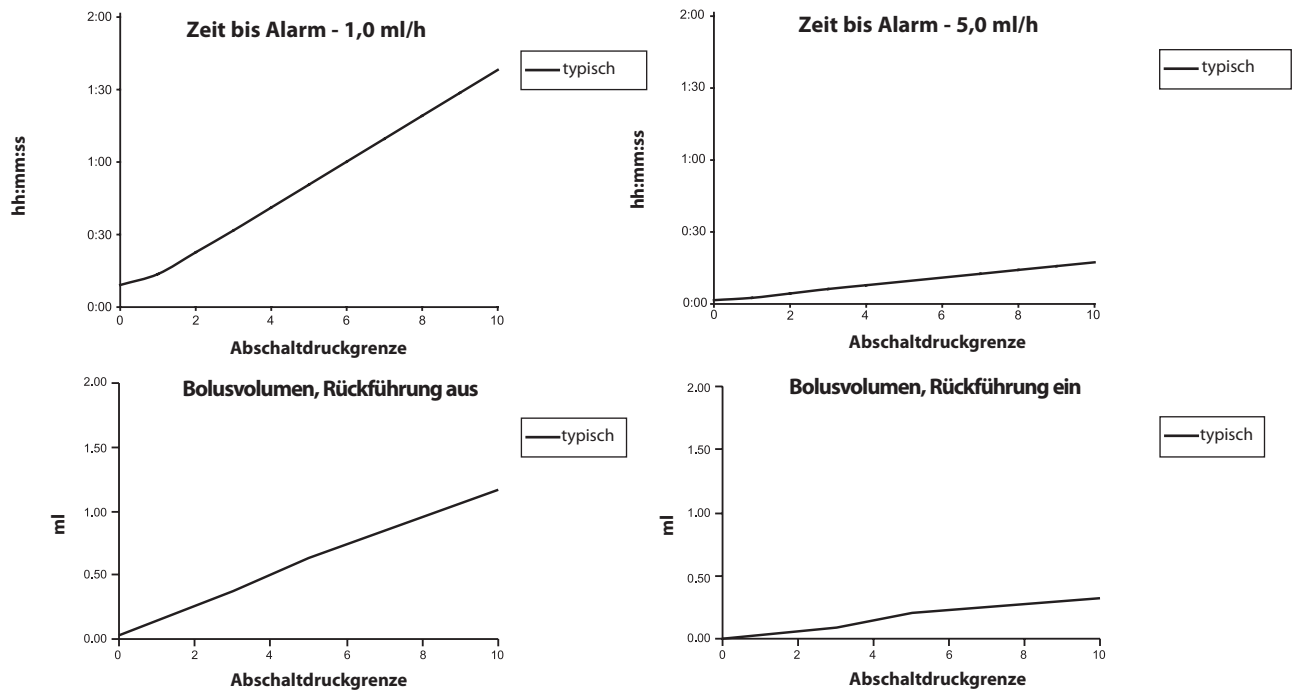 Zeit bis Alarm - 1,0 ml/h
typisch
hh:mm:ss
2:00
1:30
1:00
0:30
0:00
0 2 4 6 8 10
Abschaltdruckgrenze
Zeit bis Alarm - 5,0 ml/h
typisch
hh:mm:ss
2:00
1:30
1:00
0:30
0:00
0 2 4 6 8 10
Abschaltdruckgrenze
Bolusvolumen, Rückführung aus
typisch
ml
2.00
1.50
1.00
0.50
0.00
0 2 4 6 8 10
Abschaltdruckgrenze
Bolusvolumen, Rückführung ein
typisch
ml
2.00
1.50
1.00
0.50
0.00
0 2 4 6 8 10
Abschaltdruckgrenze